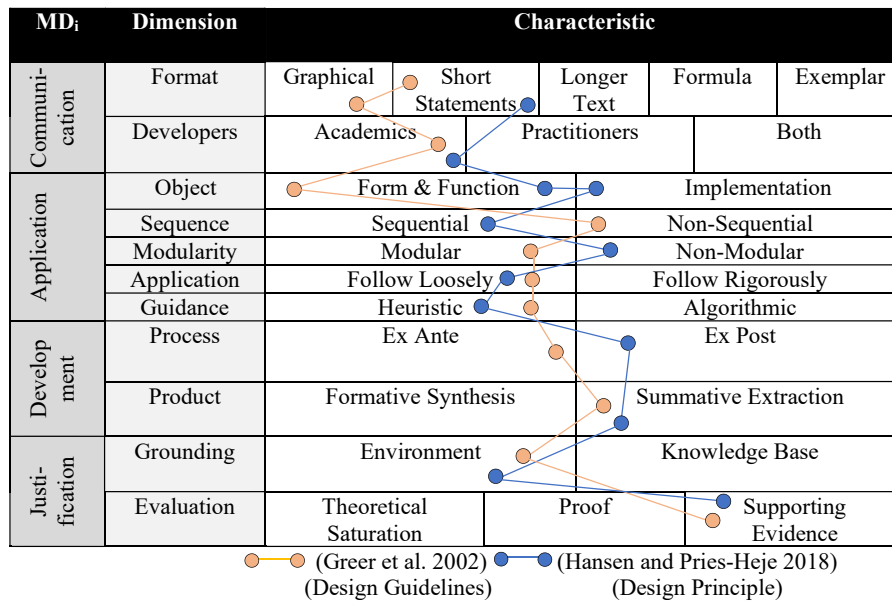 MDi Dimension Characteristic
Communi-
cation
Format Graphical Short
Statements Longer
Text Formula Exemplar
Developers Academics Practitioners Both
Application
Object Form & Function Implementation
Sequence Sequential Non-Sequential
Modularity Modular Non-Modular
Application Follow Loosely Follow Rigorously
Guidance Heuristic Algorithmic
Develop
ment
Process Ex Ante Ex Post
Product Formative Synthesis Summative Extraction
Justi-
fication
Grounding Environment Knowledge Base
Evaluation Theoretical
Saturation Proof Supporting
Evidence
(Greer et al. 2002) (Hansen and Pries-Heje 2018)
(Design Guidelines) (Design Principle)